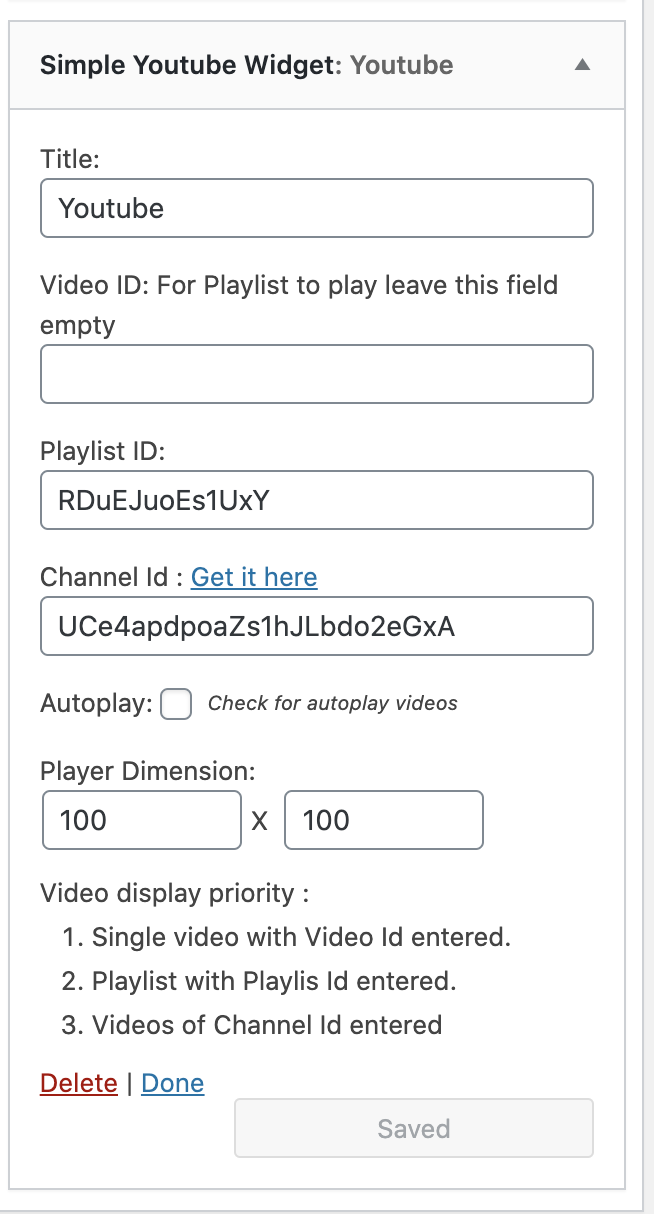 Simple Youtube Widget: Youtube
Title:
Youtube
Video ID: For Playlist to play leave this field
empty
Playlist ID:
RDuEJuoEs1UxY
Channel Id : Get it here
UCe4apdpoaZs1hJLbdo2eGxA
Autoplay: Check for autoplay videos
Player Dimension:
100 X 100
Video display priority :
1. Single video with Video Id entered.
2. Playlist with Playlis Id entered.
3. Videos of Channel Id entered
Delete | Done
Saved